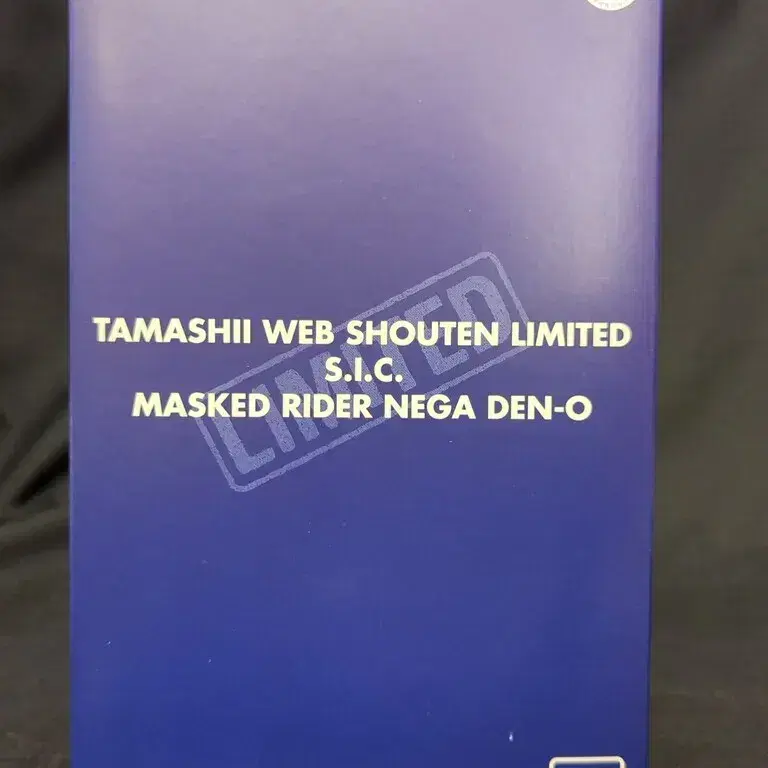 TAMASHII WEB SHOUTEN LIMITED
S.I.C.
MASKED RIDER NEGA DEN-O
LIMITED